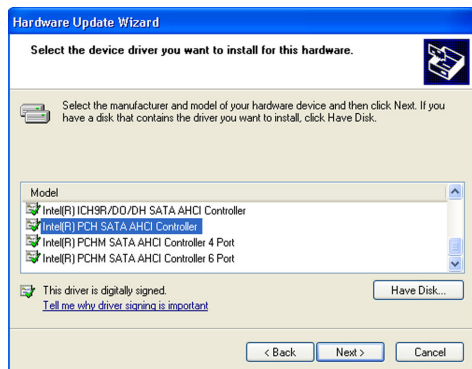 Hardware Update Wizard
Select the device driver you want to install for this hardware.
Select the manufacturer and model of your hardware device and then click Next. If you
have a disk that contains the driver you want to install, click Have Disk.
Model
Intel(R) ICH9R/DO/DH SATA AHCI Controller
Intel(R) PCH SATA AHCI Controller
Intel(R) PCHM SATA AHCI Controller 4 Port
Intel(R) PCHM SATA AHCI Controller 6 Port
This driver is digitally signed.
Have Disk...
Tell me why driver signing is important
< Back
Next >
Cancel